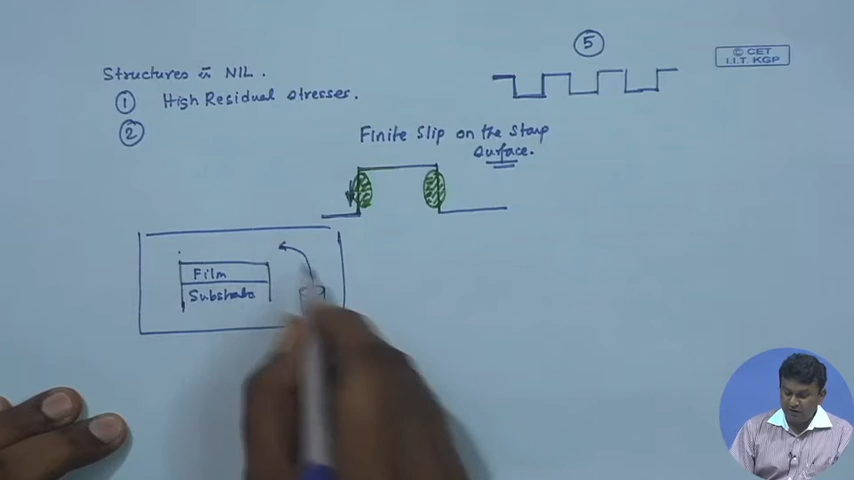 5
© CET
I.I.T. KGP
Structures in NIL.
1 High Residual stresses.
2
Finite Slip on the Stamp
Surface.
Film
Substrate